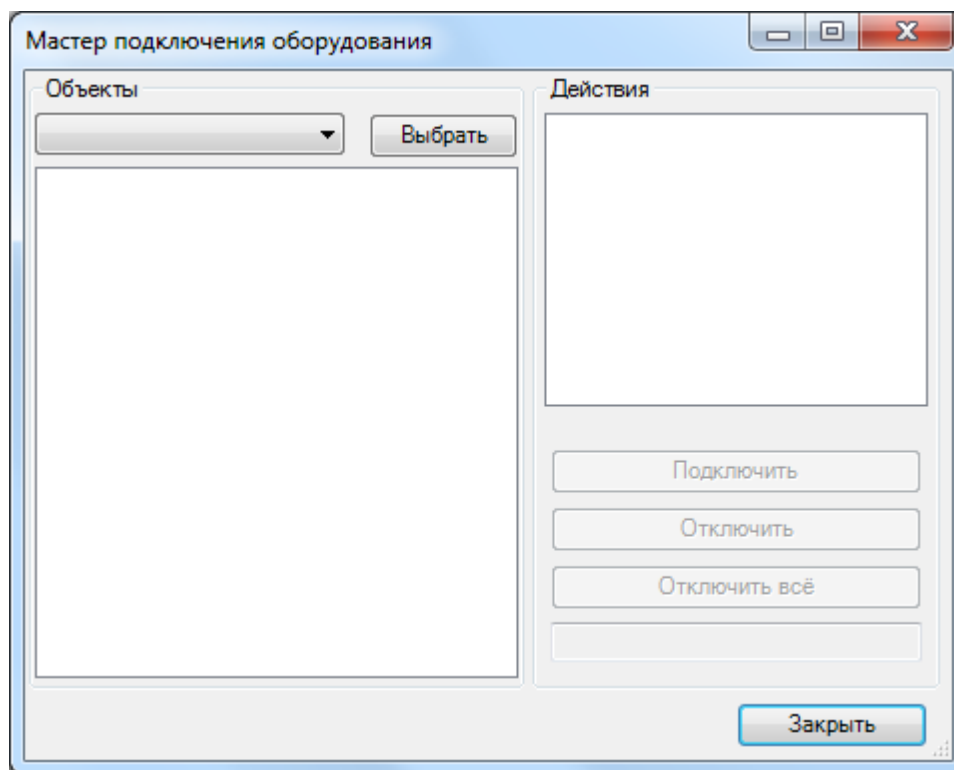 Мастер подключения оборудования
Объекты
Выбрать
Действия
Подключить
Отключить
Отключить всё
Закрыть